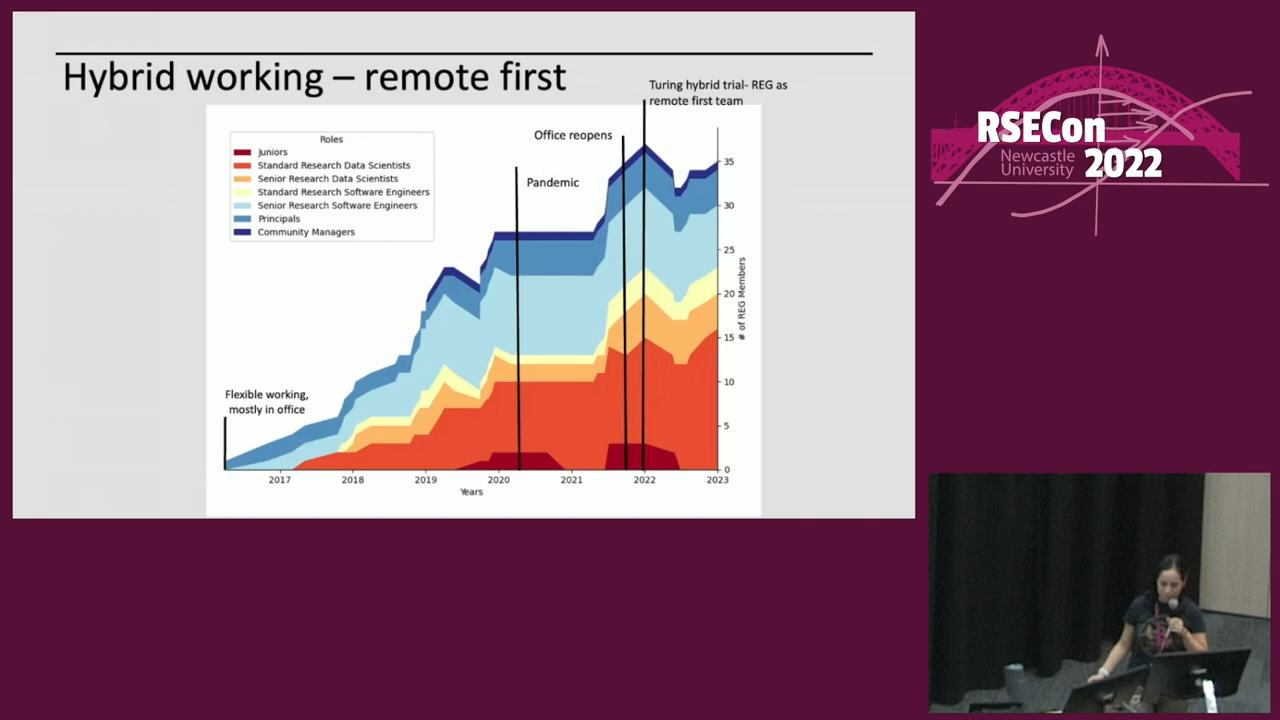 Hybrid working – remote first
Turing hybrid trial- REG as
remote first team
Office reopens
Pandemic
Flexible working,
mostly in office
Roles
Juniors
Standard Research Data Scientists
Senior Research Data Scientists
Standard Research Software Engineers
Senior Research Software Engineers
Principals
Community Managers
35
30
25
20
15
10
5
0
# of REG Members
2017 2018 2019 2020 2021 2022 2023
Years
RSECon
Newcastle
University
2022